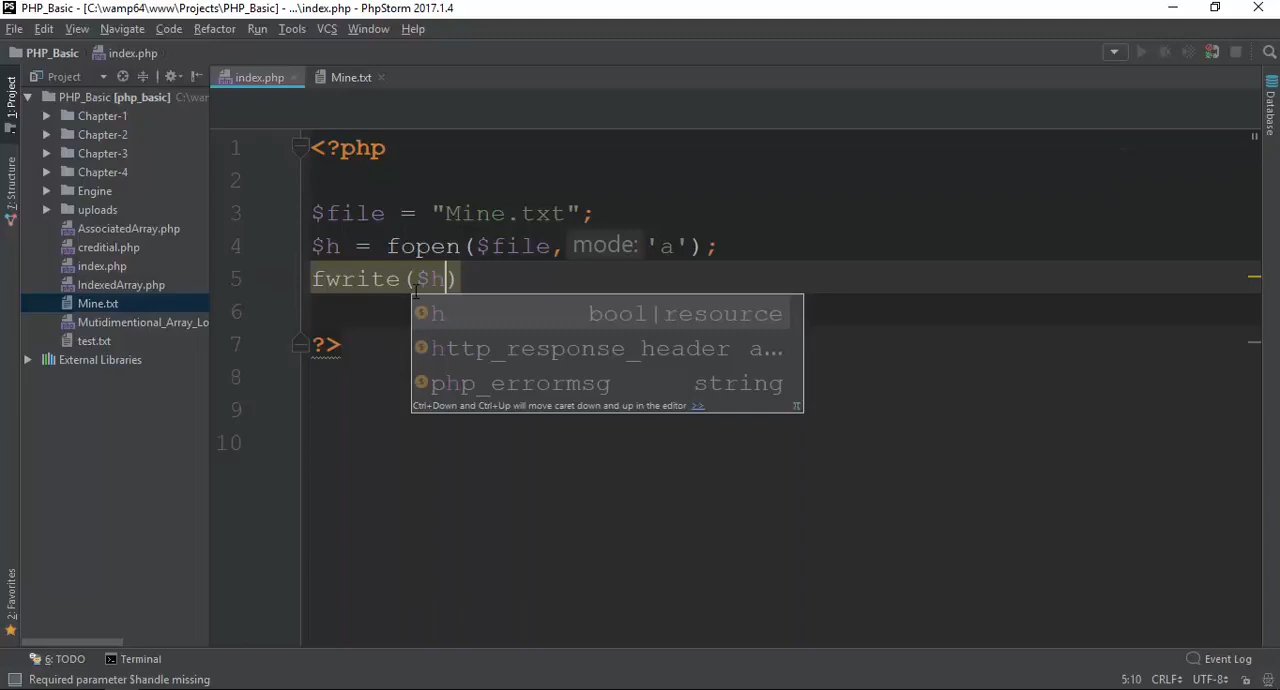 PHP_Basic - [C:\wamp64\www\Projects\PHP_Basic] - ...\index.php - PhpStorm 2017.1.4
File Edit View Navigate Code Refactor Run Tools VCS Window Help
PHP_Basic index.php
Project index.php Mine.txt
1: Project
7: Structure
2: Favorites
Database
PHP_Basic [php_basic] C:\war
Chapter-1
Chapter-2
Chapter-3
Chapter-4
Engine
uploads
AssociatedArray.php
creditial.php
index.php
IndexedArray.php
Mine.txt
Mutidimentional_Array_Lo
test.txt
External Libraries
1 <?php
2
3 $file = "Mine.txt";
4 $h = fopen($file, mode: 'a');
5 fwrite($h)
6
7 ?>
8
9
10
h bool|resource
http_response_header a...
php_errormsg string
Ctrl+Down and Ctrl+Up will move caret down and up in the editor >> π
6: TODO Terminal Event Log
Required parameter $handle missing 5:10 CRLF UTF-8